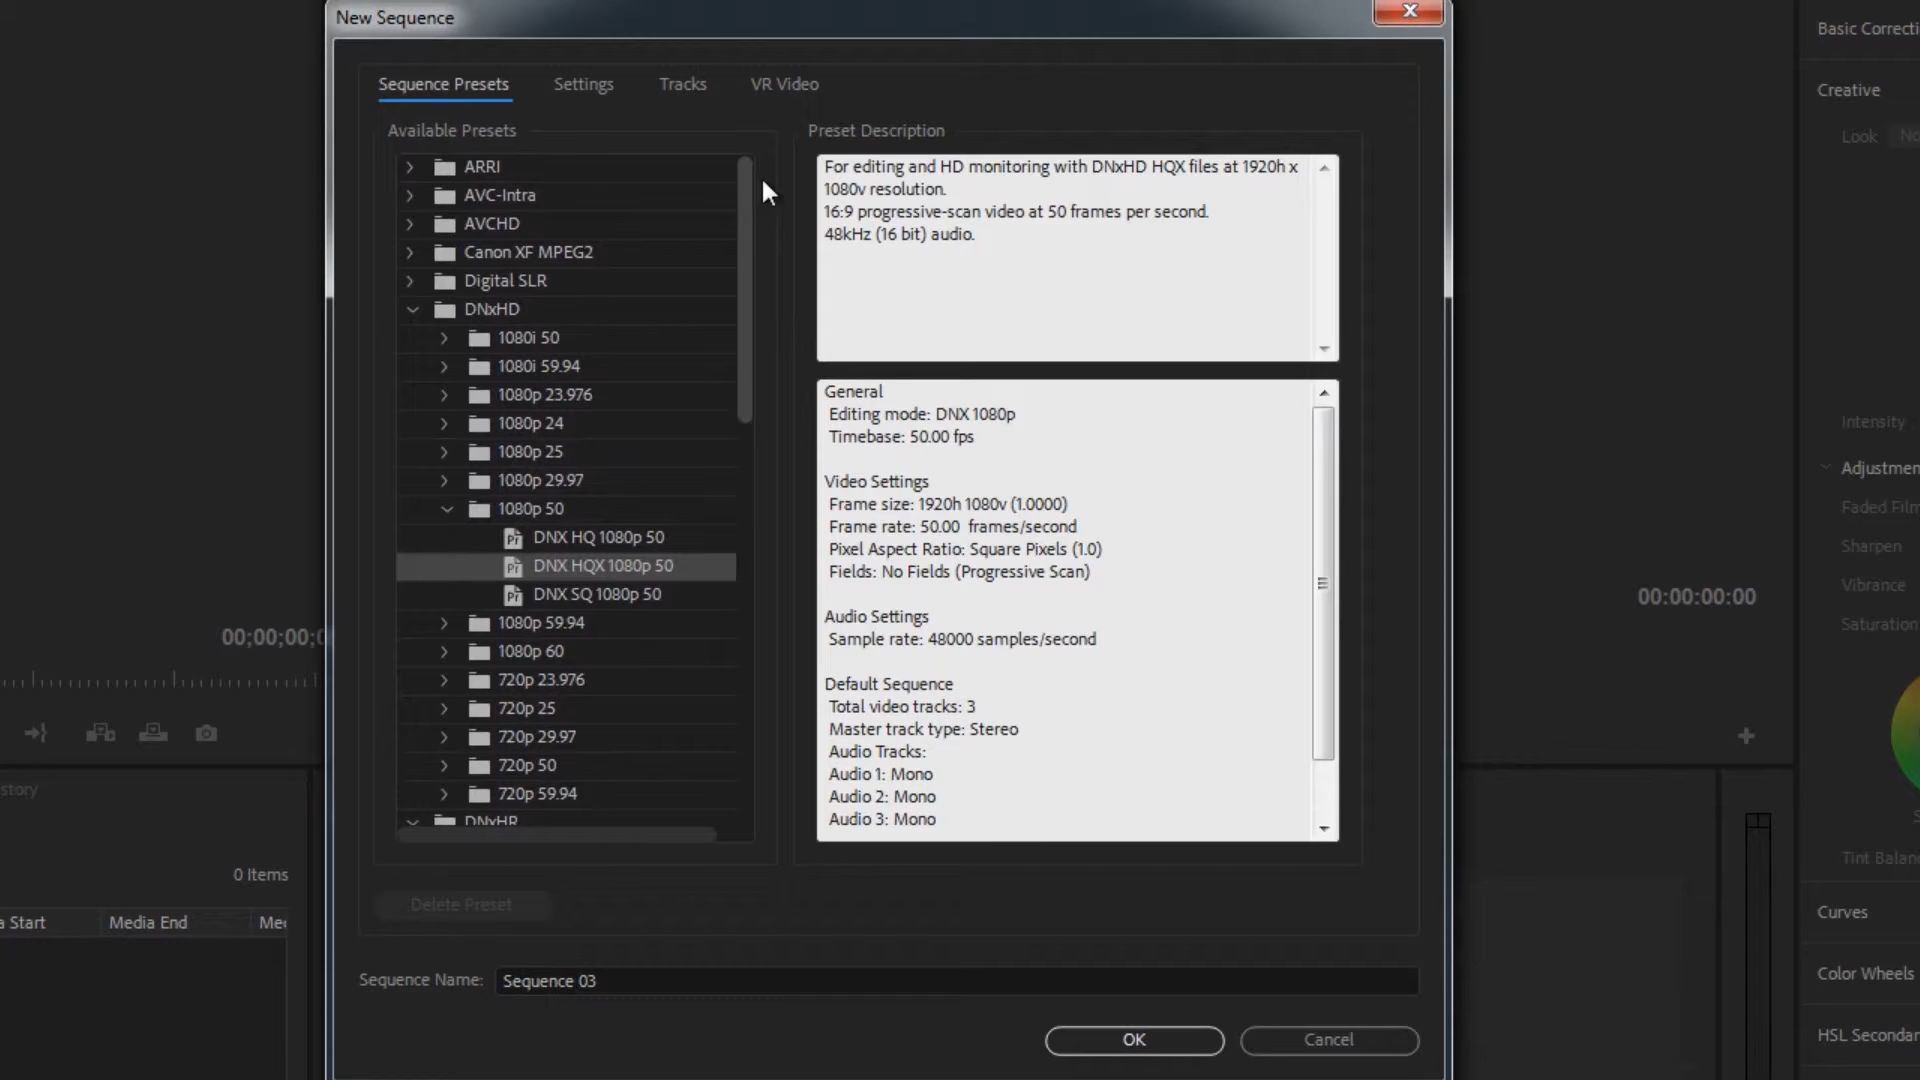 New Sequence
Sequence Presets
Settings
Tracks
VR Video
Available Presets
ARRI
AVC-Intra
AVCHD
Canon XF MPEG2
Digital SLR
DNxHD
1080i 50
1080i 59.94
1080p 23.976
1080p 24
1080p 25
1080p 29.97
1080p 50
DNX HQ 1080p 50
DNX HQX 1080p 50
DNX SQ 1080p 50
1080p 59.94
1080p 60
720p 23.976
720p 25
720p 29.97
720p 50
720p 59.94
DNxHR
Preset Description
For editing and HD monitoring with DNxHD HQX files at 1920h x
1080v resolution.
16:9 progressive-scan video at 50 frames per second.
48kHz (16 bit) audio.
General
Editing mode: DNX 1080p
Timebase: 50.00 fps
Video Settings
Frame size: 1920h 1080v (1.0000)
Frame rate: 50.00 frames/second
Pixel Aspect Ratio: Square Pixels (1.0)
Fields: No Fields (Progressive Scan)
Audio Settings
Sample rate: 48000 samples/second
Default Sequence
Total video tracks: 3
Master track type: Stereo
Audio Tracks:
Audio 1: Mono
Audio 2: Mono
Audio 3: Mono
Delete Preset
Sequence Name:
Sequence 03
OK
Cancel
00;00;00;0
story
0 Items
a Start
Media End
Me
00:00:00:00
Basic Correcti
Creative
Look
No
Intensity
Adjustmen
Faded Film
Sharpen
Vibrance
Saturation
Tint Balan
Curves
Color Wheels
HSL Secondar